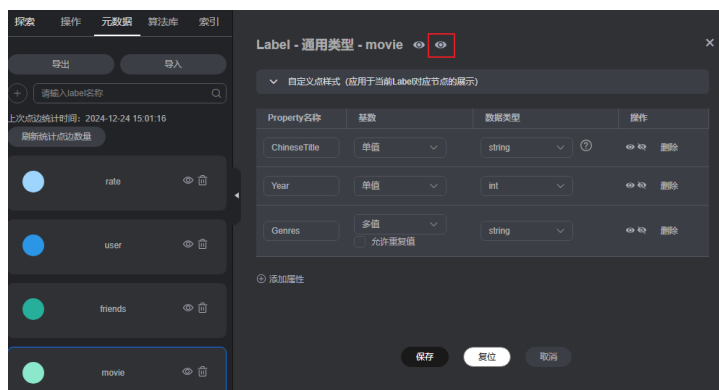 探索 操作 元数据 算法库 索引
导出 导入
请输入label名称
上次点边统计时间：2024-12-24 15:01:16
刷新统计点边数量
rate
user
friends
movie
Label - 通用类型 - movie
自定义点样式（应用于当前Label对应节点的展示）
Property名称 基数 数据类型 操作
ChineseTitle 单值 string 删除
Year 单值 int 删除
Genres 多值 string 删除
允许重复值
添加属性
保存 复位 取消